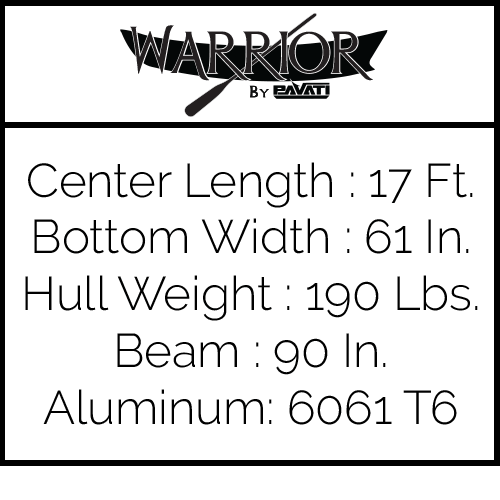 WARRIOR
BY PAVATI
Center Length : 17 Ft.
Bottom Width : 61 In.
Hull Weight : 190 Lbs.
Beam : 90 In.
Aluminum: 6061 T6